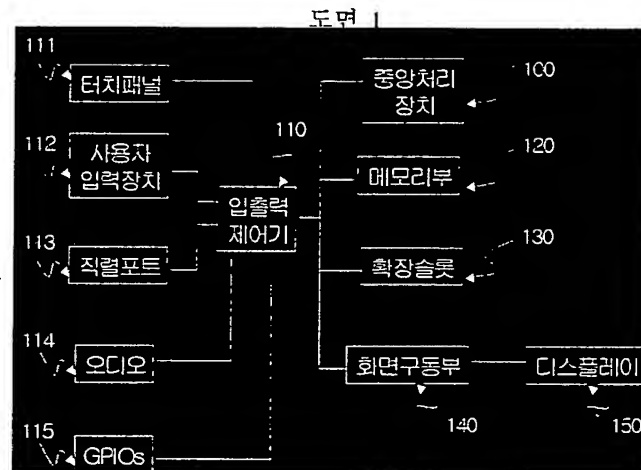 도면 1
111
터치패널
112
사용자
입력장치
113
직렬포트
114
오디오
115
GPIOs
110
입출력
제어기
중앙처리
장치
100
메모리부
120
확장슬롯
130
화면구동부
140
디스플레이
150